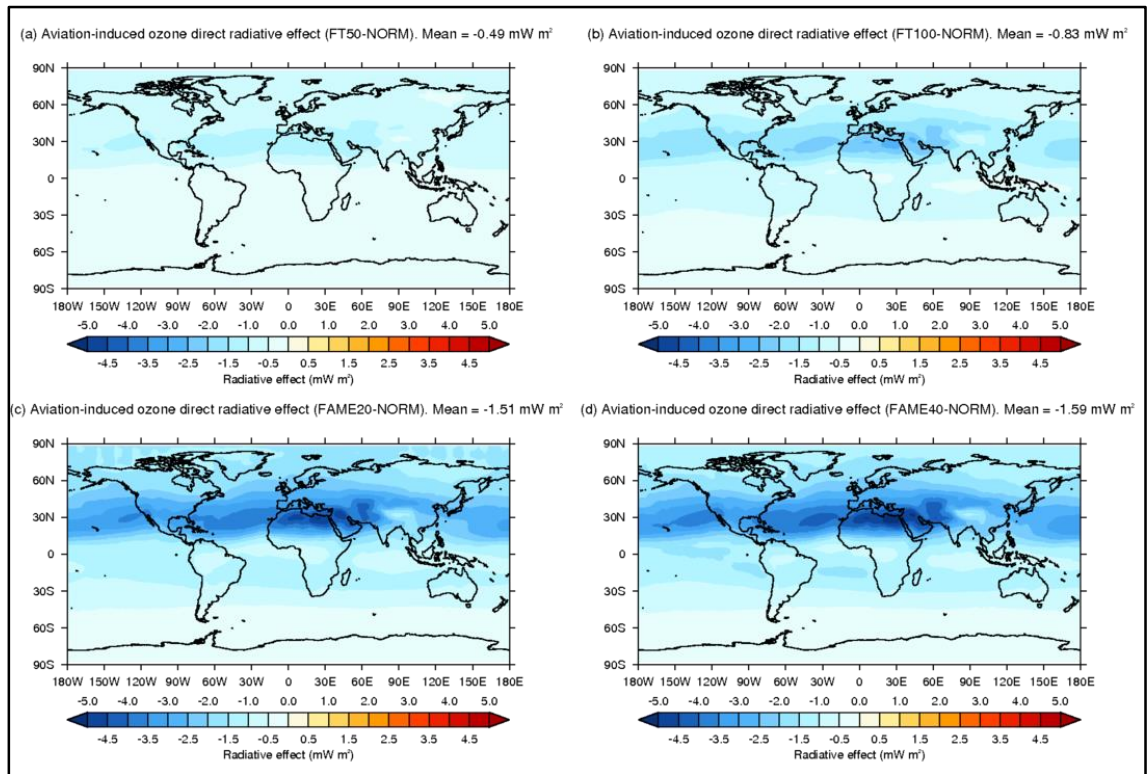 (a) Aviation-induced ozone direct radiative effect (FT50-NORM). Mean = -0.49 mW m²
90N
60N
30N
0
30S
60S
90S
180W 150W 120W 90W 60W 30W 0 30E 60E 90E 120E 150E 180E
-5.0 -4.0 -3.0 -2.0 -1.0 0.0 1.0 2.0 3.0 4.0 5.0
-4.5 -3.5 -2.5 -1.5 -0.5 0.5 1.5 2.5 3.5 4.5
Radiative effect (mW m²)
(b) Aviation-induced ozone direct radiative effect (FT100-NORM). Mean = -0.83 mW m²
90N
60N
30N
0
30S
60S
90S
180W 150W 120W 90W 60W 30W 0 30E 60E 90E 120E 150E 180E
-5.0 -4.0 -3.0 -2.0 -1.0 0.0 1.0 2.0 3.0 4.0 5.0
-4.5 -3.5 -2.5 -1.5 -0.5 0.5 1.5 2.5 3.5 4.5
Radiative effect (mW m²)
(c) Aviation-induced ozone direct radiative effect (FAME20-NORM). Mean = -1.51 mW m²
90N
60N
30N
0
30S
60S
90S
180W 150W 120W 90W 60W 30W 0 30E 60E 90E 120E 150E 180E
-5.0 -4.0 -3.0 -2.0 -1.0 0.0 1.0 2.0 3.0 4.0 5.0
-4.5 -3.5 -2.5 -1.5 -0.5 0.5 1.5 2.5 3.5 4.5
Radiative effect (mW m²)
(d) Aviation-induced ozone direct radiative effect (FAME40-NORM). Mean = -1.59 mW m²
90N
60N
30N
0
30S
60S
90S
180W 150W 120W 90W 60W 30W 0 30E 60E 90E 120E 150E 180E
-5.0 -4.0 -3.0 -2.0 -1.0 0.0 1.0 2.0 3.0 4.0 5.0
-4.5 -3.5 -2.5 -1.5 -0.5 0.5 1.5 2.5 3.5 4.5
Radiative effect (mW m²)